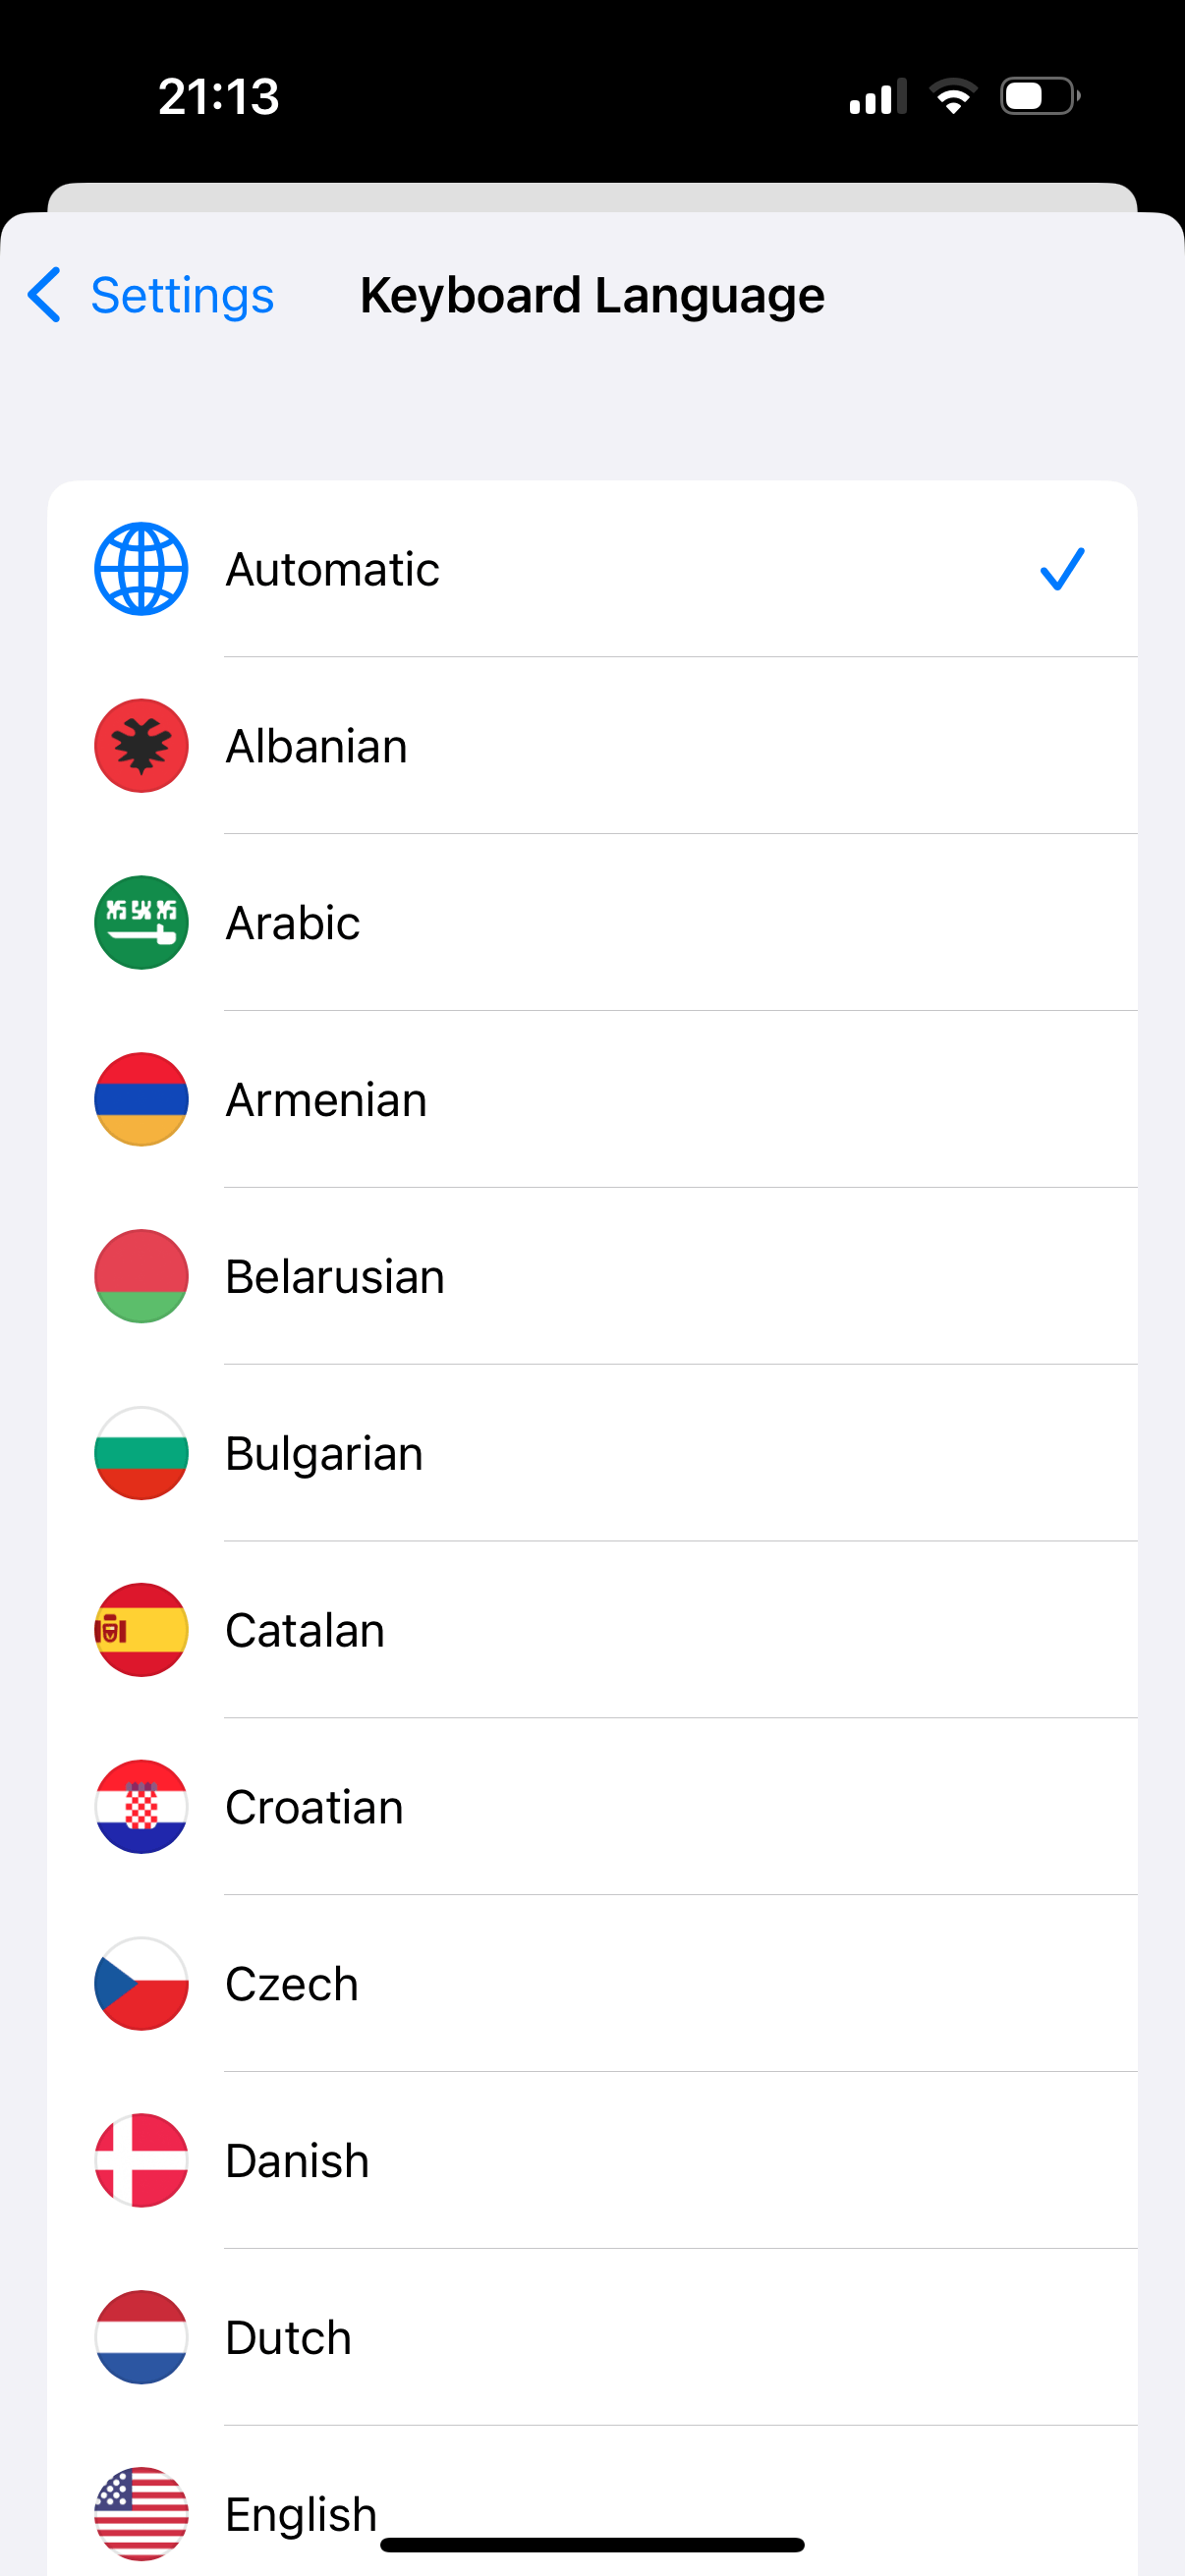 21:13
Settings
Keyboard Language
Automatic
Albanian
Arabic
Armenian
Belarusian
Bulgarian
Catalan
Croatian
Czech
Danish
Dutch
English